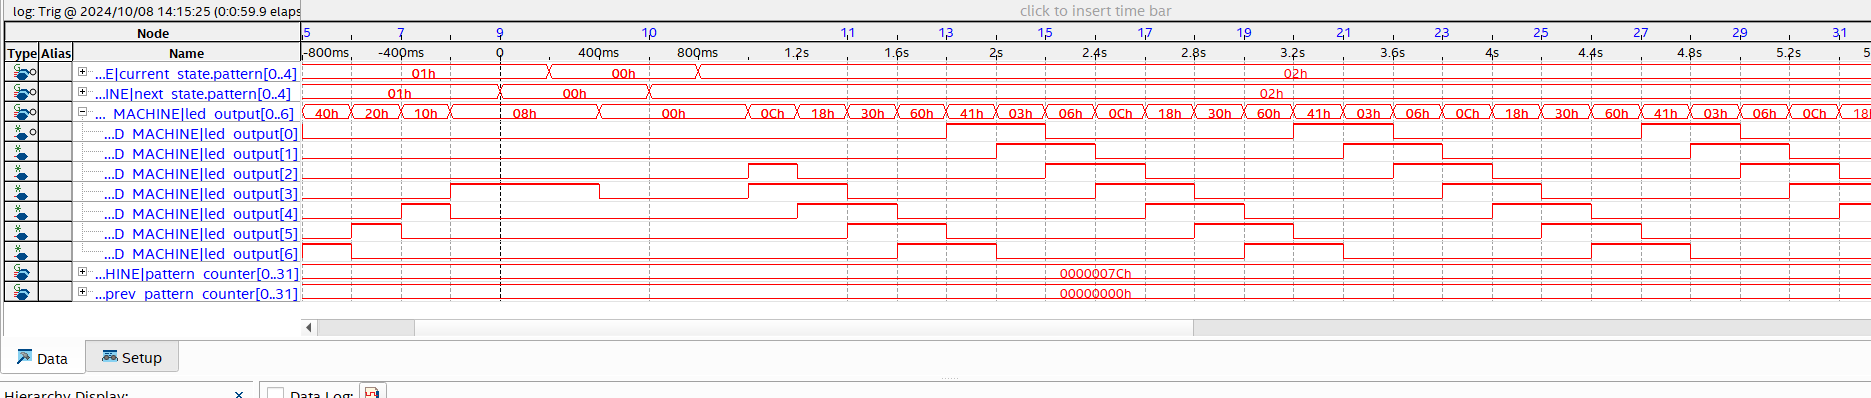 log: Trig @ 2024/10/08 14:15:25 (0:0:59.9 elaps click to insert time bar
Node 5 7 9 10 11 13 15 17 19 21 23 25 27 29 31
Type Alias Name -800ms -400ms 0 400ms 800ms 1.2s 1.6s 2s 2.4s 2.8s 3.2s 3.6s 4s 4.4s 4.8s 5.2s 5
...E|current_state.pattern[0..4] 01h 00h 02h
...INE|next_state.pattern[0..4] 01h 00h 02h
..._MACHINE|led_output[0..6] 40h 20h 10h 08h 00h 0Ch 18h 30h 60h 41h 03h 06h 0Ch 18h 30h 60h 41h 03h 06h 0Ch 18h 30h 60h 41h 03h 06h 0Ch 18
...D_MACHINE|led_output[0]
...D_MACHINE|led_output[1]
...D_MACHINE|led_output[2]
...D_MACHINE|led_output[3]
...D_MACHINE|led_output[4]
...D_MACHINE|led_output[5]
...D_MACHINE|led_output[6]
...HINE|pattern_counter[0..31] 0000007Ch
...prev_pattern_counter[0..31] 00000000h
Data Setup
Hierarchy Display: × Data Log: